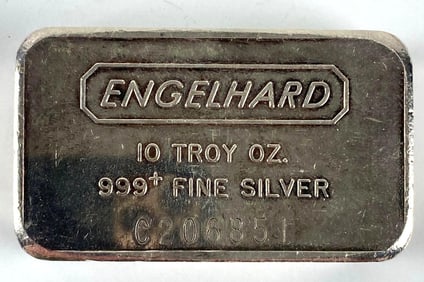 ENGELHARD
10 TROY OZ.
999+ FINE SILVER
C206851